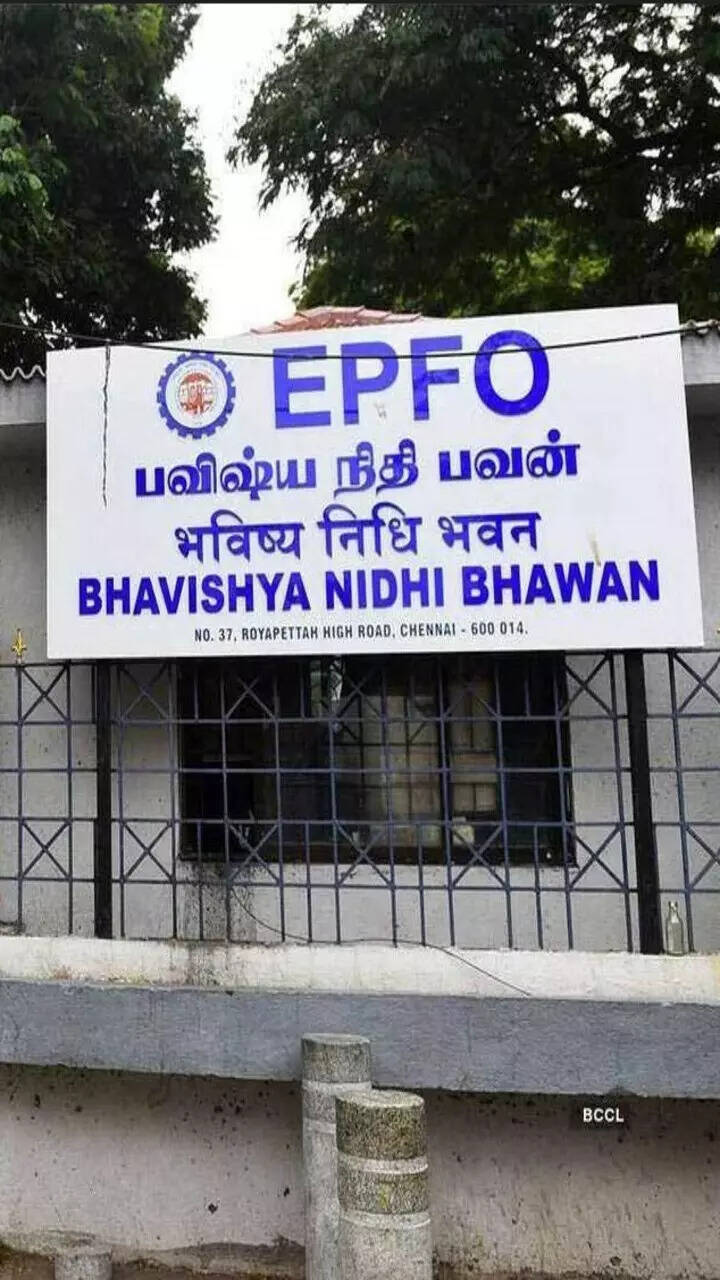 EPFO
பவிஷ்ய நிதி பவன்
भविष्य निधि भवन
BHAVISHYA NIDHI BHAWAN
NO. 37, ROYAPETTAH HIGH ROAD, CHENNAI - 600 014.
BCCL